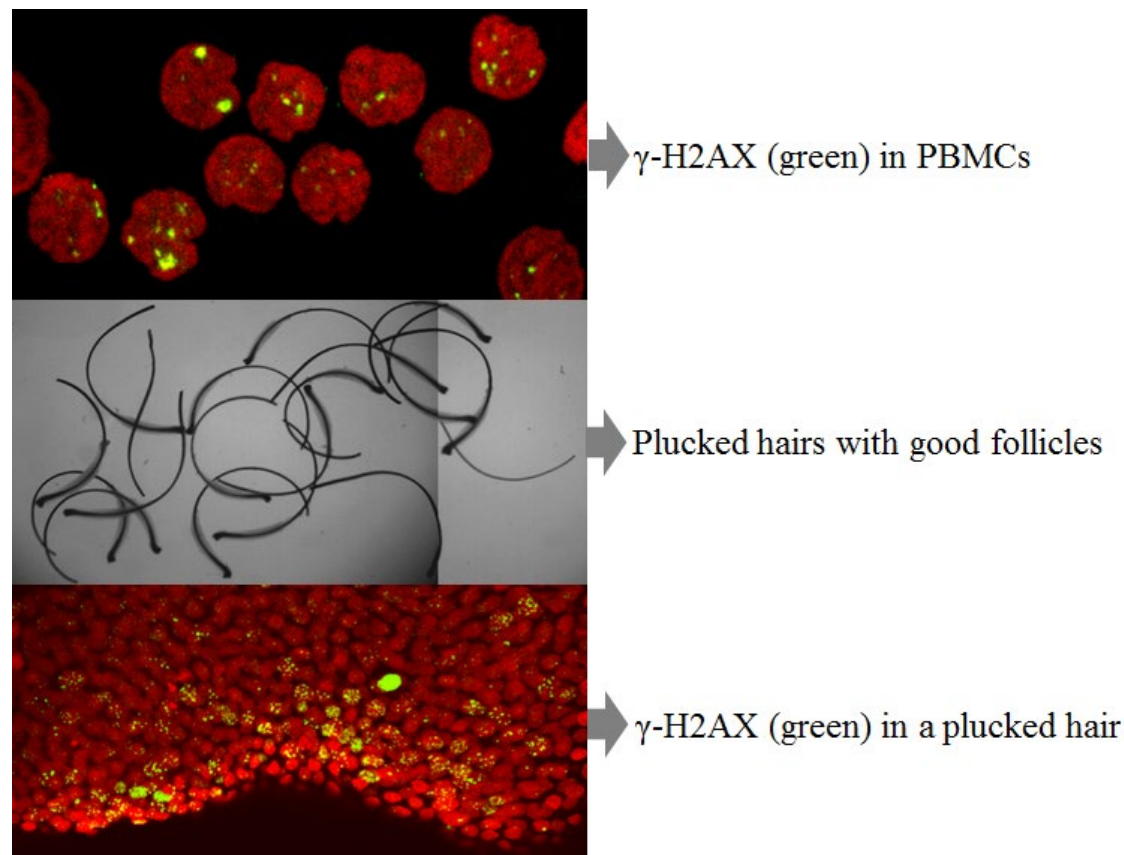 γ-H2AX (green) in PBMCs
Plucked hairs with good follicles
γ-H2AX (green) in a plucked hair